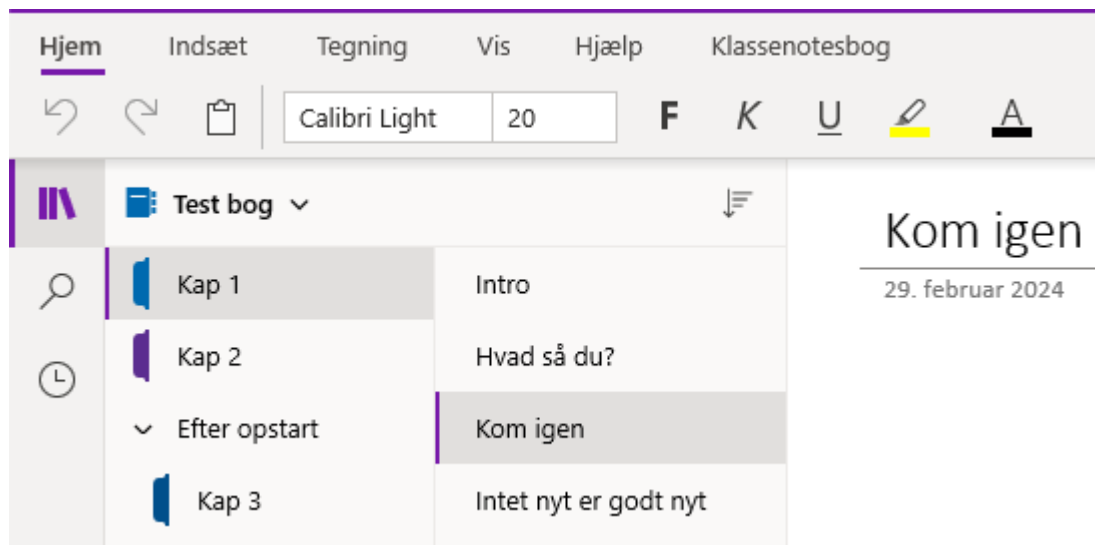 Hjem Indsæt Tegning Vis Hjælp Klassenotesbog
Calibri Light 20 F K U A
Test bog
Kap 1
Kap 2
Efter opstart
Kap 3
Intro
Hvad så du?
Kom igen
Intet nyt er godt nyt
Kom igen
29. februar 2024